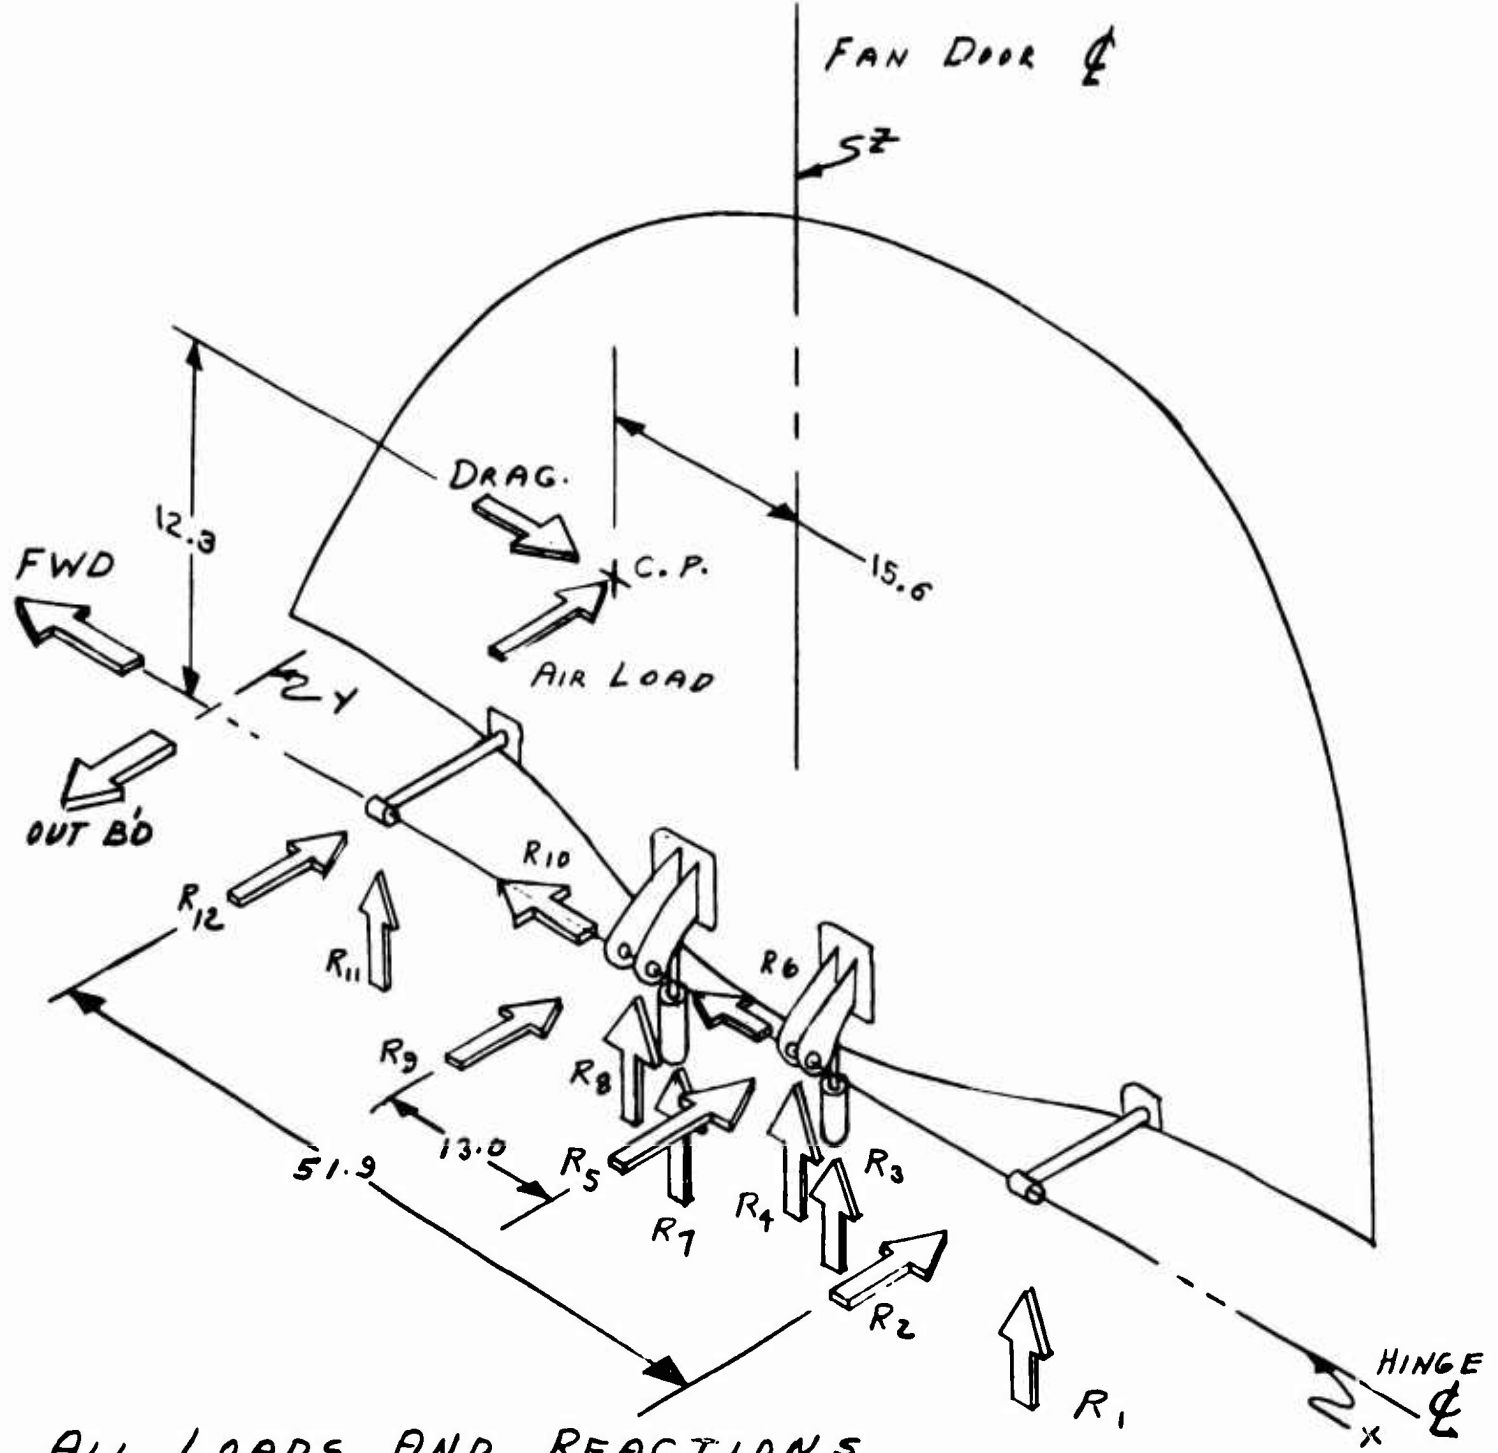 FAN DOOR ℄
Z
DRAG.
12.3
C.P.
15.6
FWD
AIR LOAD
Y
OUT B'D
R10
R12
R11
R6
R9
R8
13.0
51.9
R5
R3
R4
R7
R2
HINGE
℄
R1
X
ALL LOADS AND REACTIONS